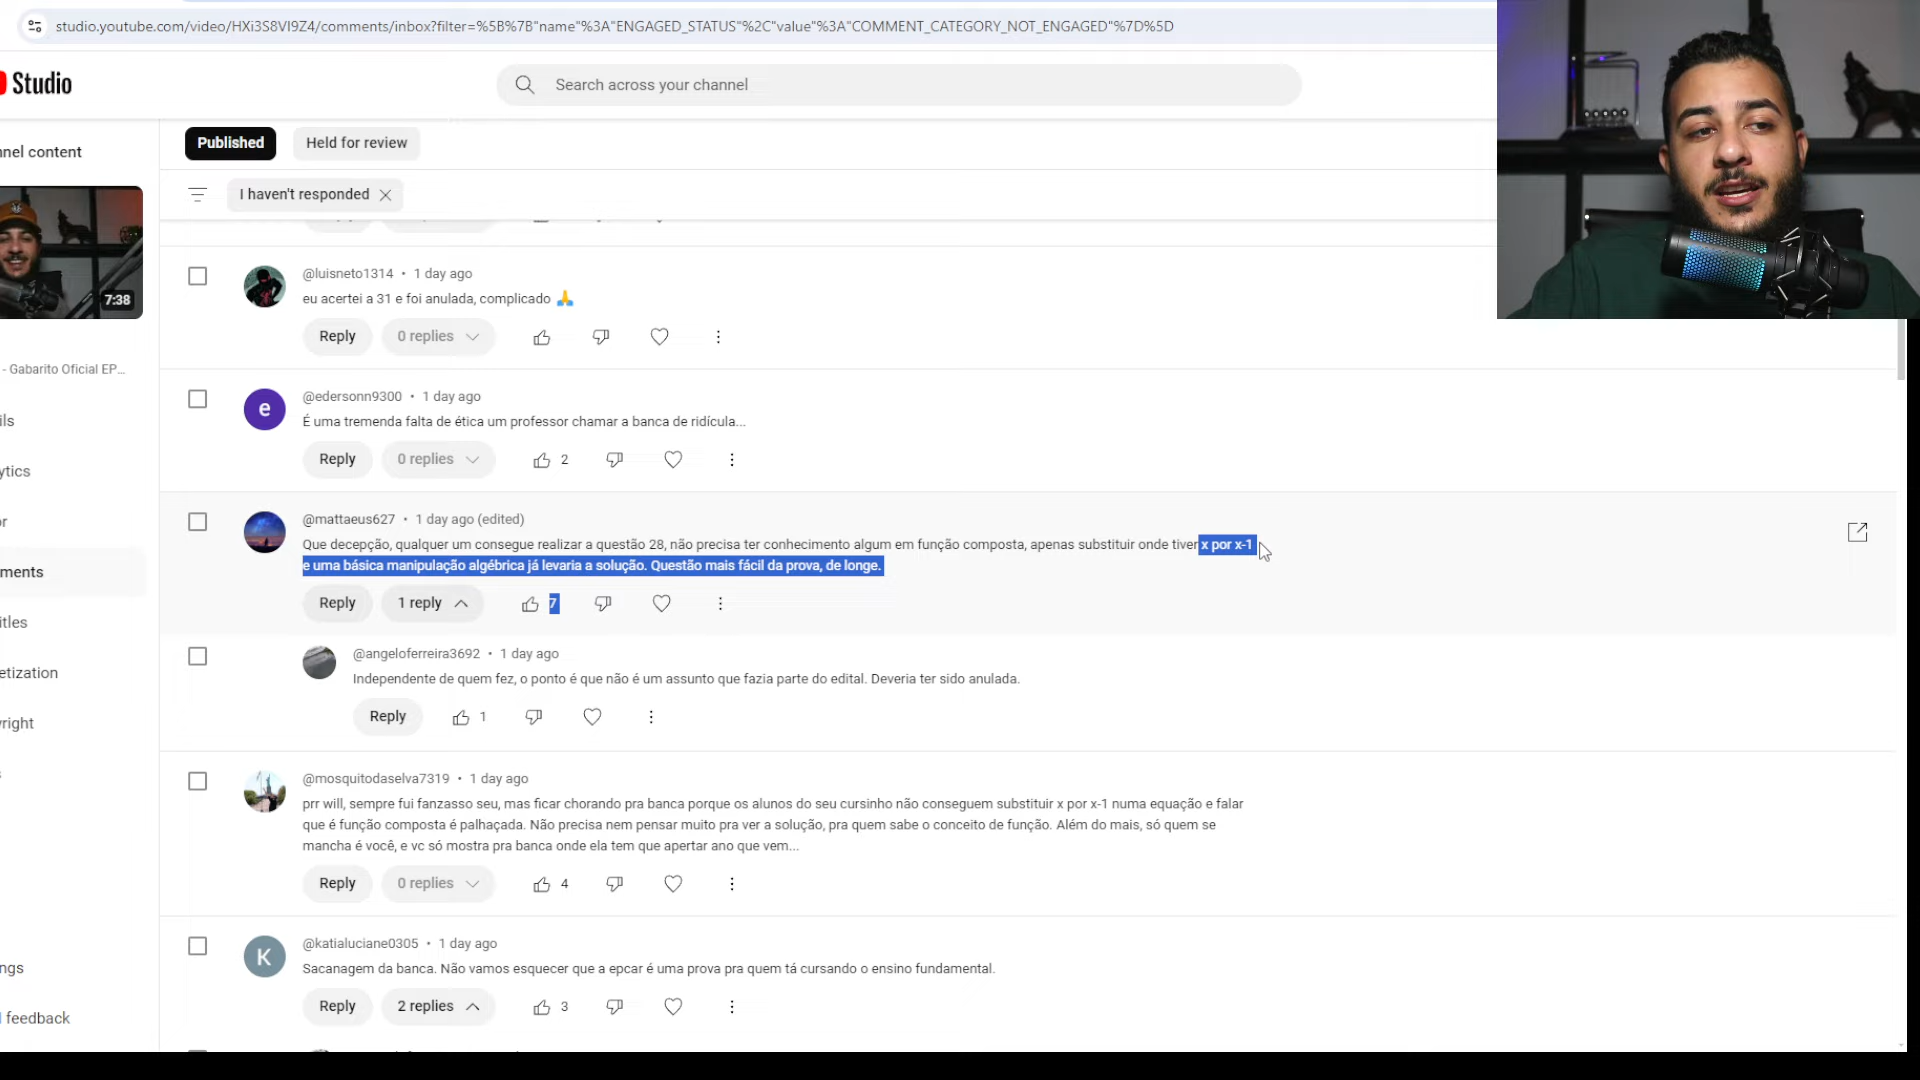 studio.youtube.com/video/HXi3S8VI9Z4/comments/inbox?filter=%5B%7B"name"%3A"ENGAGED_STATUS"%2C"value"%3A"COMMENT_CATEGORY_NOT_ENGAGED"%7D%5D
Studio
Search across your channel
nnel content
7:38
- Gabarito Oficial EP...
ils
ytics
or
ments
titles
etization
right
s
ngs
l feedback
Published
Held for review
I haven't responded
@luisneto1314 • 1 day ago
eu acertei a 31 e foi anulada, complicado 🙏
Reply 0 replies
@edersonn9300 • 1 day ago
É uma tremenda falta de ética um professor chamar a banca de ridícula...
Reply 0 replies 2
@mattaeus627 • 1 day ago (edited)
Que decepção, qualquer um consegue realizar a questão 28, não precisa ter conhecimento algum em função composta, apenas substituir onde tiver x por x-1
e uma básica manipulação algébrica já levaria a solução. Questão mais fácil da prova, de longe.
Reply 1 reply 7
@angeloferreira3692 • 1 day ago
Independente de quem fez, o ponto é que não é um assunto que fazia parte do edital. Deveria ter sido anulada.
Reply 1
@mosquitodaselva7319 • 1 day ago
prr will, sempre fui fanzasso seu, mas ficar chorando pra banca porque os alunos do seu cursinho não conseguem substituir x por x-1 numa equação e falar
que é função composta é palhaçada. Não precisa nem pensar muito pra ver a solução, pra quem sabe o conceito de função. Além do mais, só quem se
mancha é você, e vc só mostra pra banca onde ela tem que apertar ano que vem...
Reply 0 replies 4
K
@katialuciane0305 • 1 day ago
Sacanagem da banca. Não vamos esquecer que a epcar é uma prova pra quem tá cursando o ensino fundamental.
Reply 2 replies 3